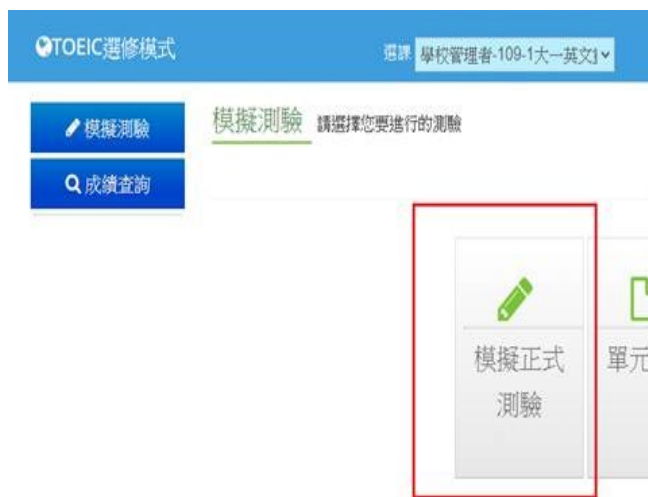 TOEIC選修模式
選課 學校管理者-109-1大一英文
模擬測驗
模擬測驗 請選擇您要進行的測驗
成績查詢
模擬正式
測驗
單元